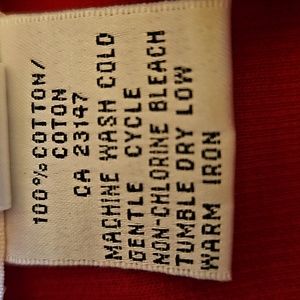 100% COTTON/
COTON
CA 23147
MACHINE WASH COLD
GENTLE CYCLE
NON-CHLORINE BLEACH
TUMBLE DRY LOW
WARM IRON